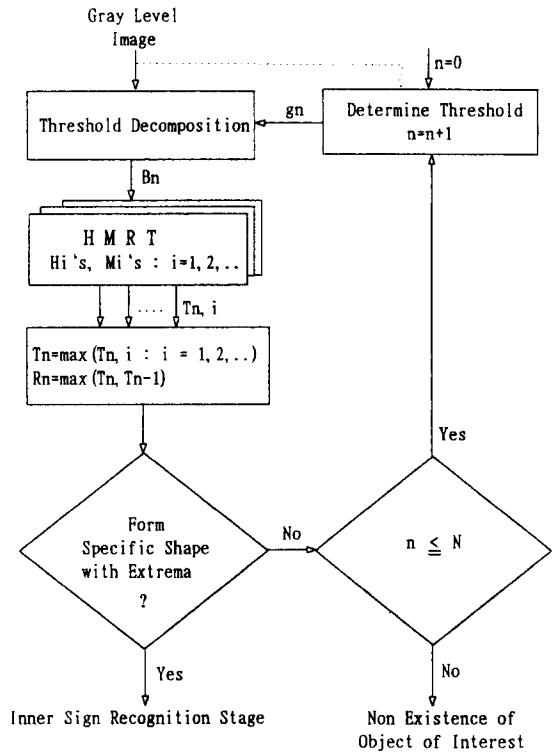 Gray Level
Image
n=0
Threshold Decomposition
gn
Determine Threshold
n=n+1
Bn
H M R T
Hi's, Mi's : i=1, 2, ..
.... Tn, i
Tn=max (Tn, i : i = 1, 2, ..)
Rn=max (Tn, Tn-1)
Yes
Form
Specific Shape
with Extrema
?
No
n ≦ N
Yes
No
Inner Sign Recognition Stage
Non Existence of
Object of Interest